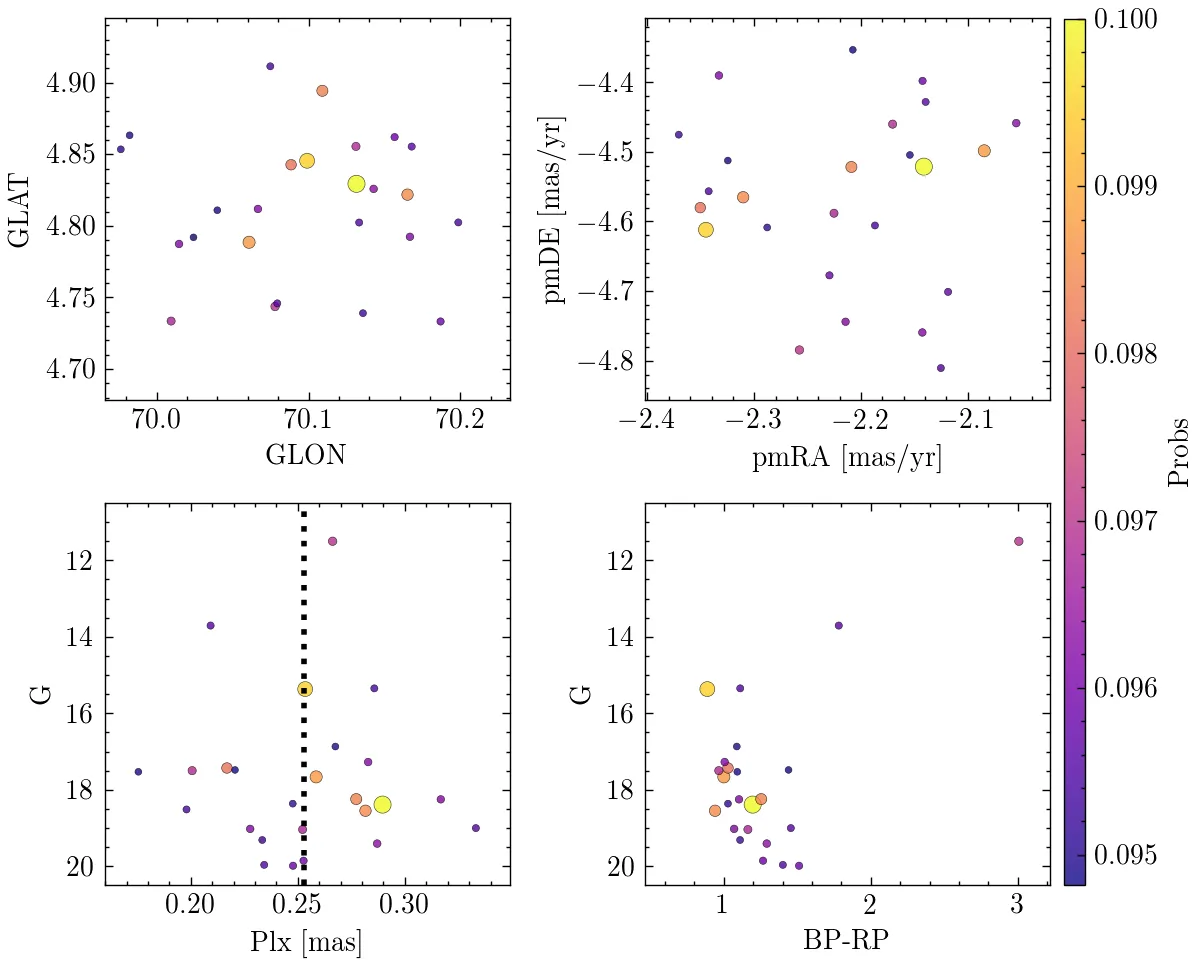 4.90
4.85
4.80
4.75
4.70
GLAT
70.0 70.1 70.2
GLON
−4.4
−4.5
−4.6
−4.7
−4.8
pmDE [mas/yr]
−2.4 −2.3 −2.2 −2.1
pmRA [mas/yr]
12
14
16
18
20
G
0.20 0.25 0.30
Plx [mas]
12
14
16
18
20
G
1 2 3
BP-RP
0.100
0.099
0.098
0.097
0.096
0.095
Probs